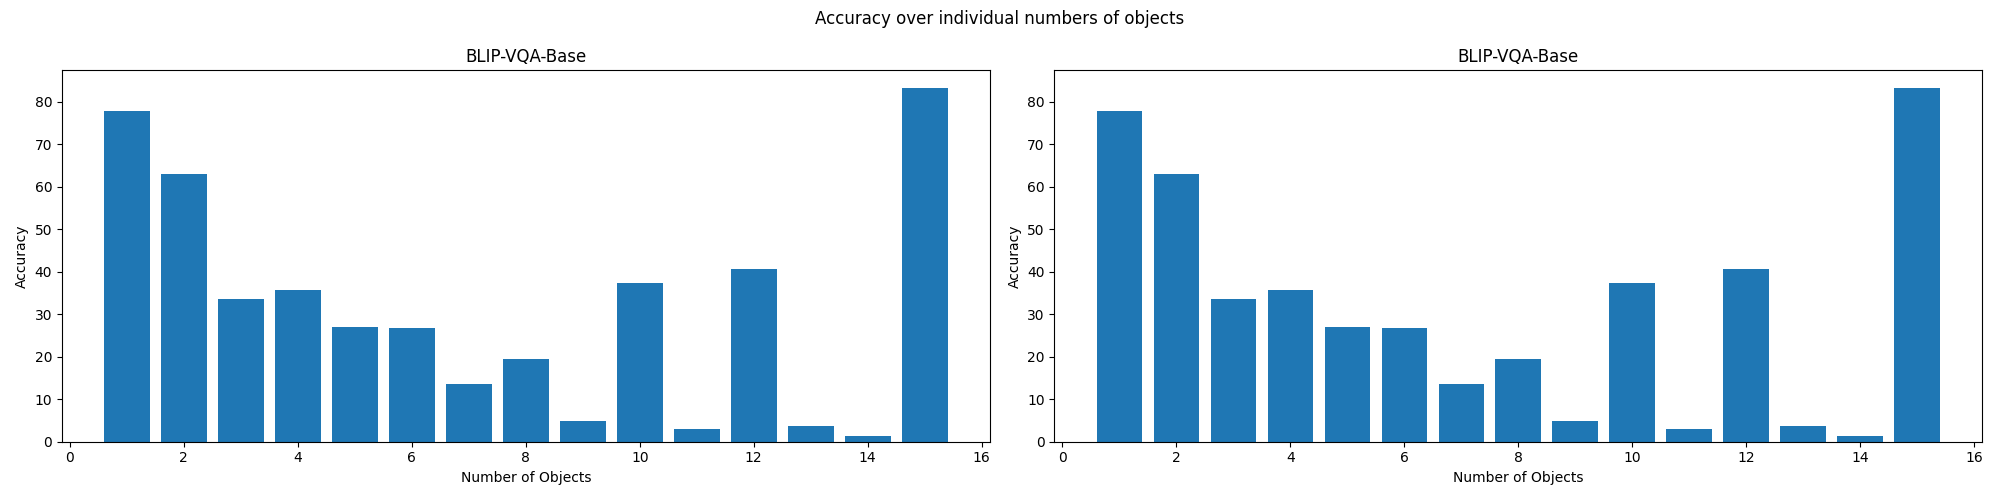 Accuracy over individual numbers of objects
BLIP-VQA-Base
80
70
60
50
40
30
20
10
0
Accuracy
0 2 4 6 8 10 12 14 16
Number of Objects
BLIP-VQA-Base
80
70
60
50
40
30
20
10
0
Accuracy
0 2 4 6 8 10 12 14 16
Number of Objects